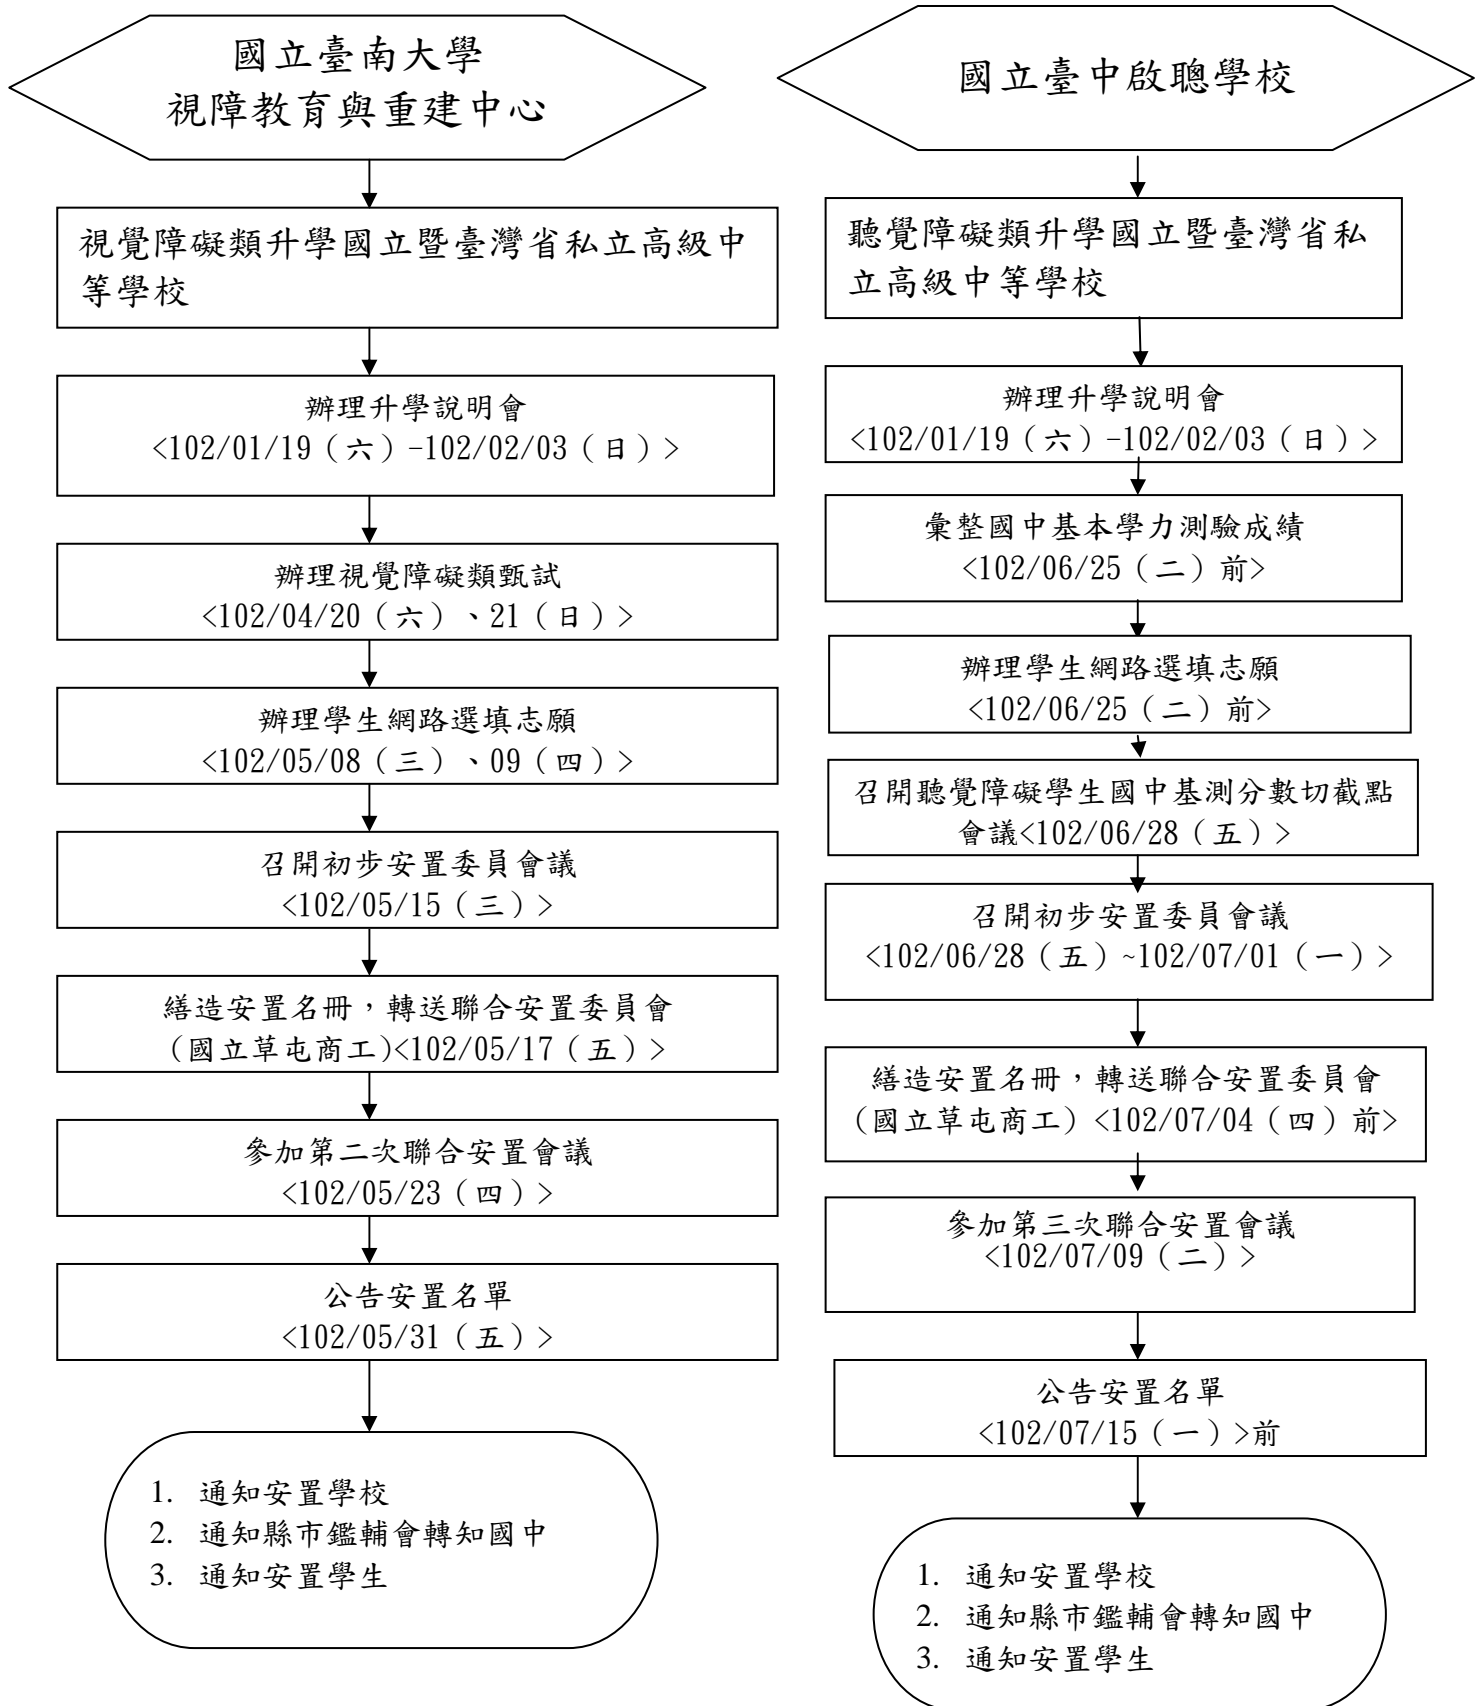 國立臺南大學
視障教育與重建中心
視覺障礙類升學國立暨臺灣省私立高級中
等學校
辦理升學說明會
<102/01/19（六）-102/02/03（日）>
辦理視覺障礙類甄試
<102/04/20（六）、21（日）>
辦理學生網路選填志願
<102/05/08（三）、09（四）>
召開初步安置委員會議
<102/05/15（三）>
繕造安置名冊，轉送聯合安置委員會
(國立草屯商工)<102/05/17（五）>
參加第二次聯合安置會議
<102/05/23（四）>
公告安置名單
<102/05/31（五）>
1. 通知安置學校
2. 通知縣市鑑輔會轉知國中
3. 通知安置學生
國立臺中啟聰學校
聽覺障礙類升學國立暨臺灣省私
立高級中等學校
辦理升學說明會
<102/01/19（六）-102/02/03（日）>
彙整國中基本學力測驗成績
<102/06/25（二）前>
辦理學生網路選填志願
<102/06/25（二）前>
召開聽覺障礙學生國中基測分數切截點
會議<102/06/28（五）>
召開初步安置委員會議
<102/06/28（五）~102/07/01（一）>
繕造安置名冊，轉送聯合安置委員會
(國立草屯商工) <102/07/04（四）前>
參加第三次聯合安置會議
<102/07/09（二）>
公告安置名單
<102/07/15（一）>前
1. 通知安置學校
2. 通知縣市鑑輔會轉知國中
3. 通知安置學生